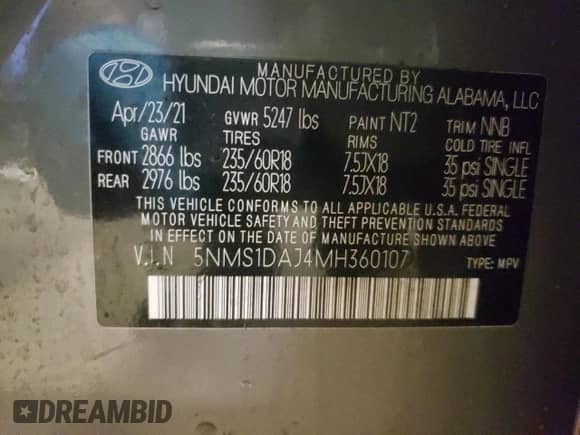 MANUFACTURED BY
HYUNDAI MOTOR MANUFACTURING ALABAMA, LLC
Apr/23/21 GVWR 5247 lbs PAINT NT2 TRIM NNB
GAWR TIRES RIMS COLD TIRE INFL
FRONT 2866 lbs 235/60R18 7.5JX18 35 psi SINGLE
REAR 2976 lbs 235/60R18 7.5JX18 35 psi SINGLE
THIS VEHICLE CONFORMS TO ALL APPLICABLE U.S.A. FEDERAL
MOTOR VEHICLE SAFETY AND THEFT PREVENTION STANDARDS
IN EFFECT ON THE DATE OF MANUFACTURE SHOWN ABOVE
V.I.N 5NMS1DAJ4MH360107 TYPE: MPV
DREAMBID